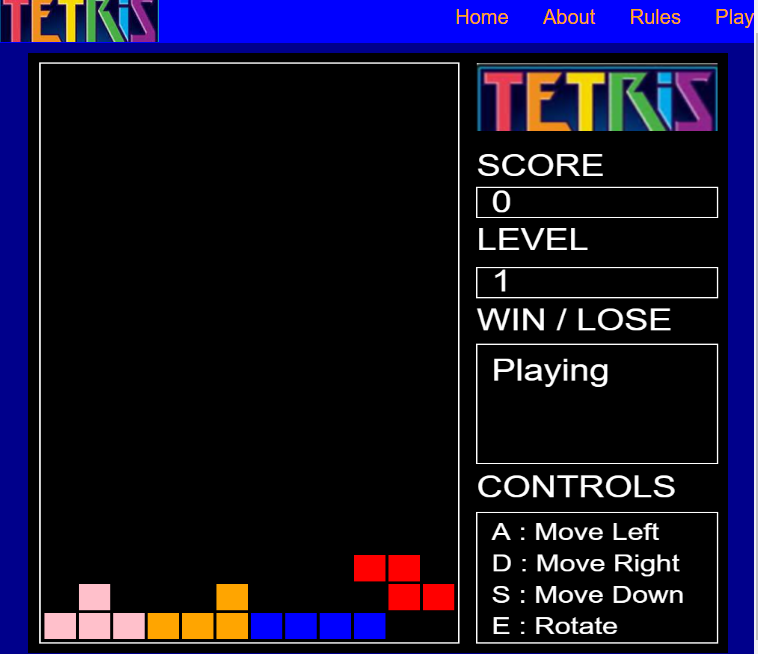 TETRIS
Home About Rules Play
TETRIS
SCORE
0
LEVEL
1
WIN / LOSE
Playing
CONTROLS
A : Move Left
D : Move Right
S : Move Down
E : Rotate